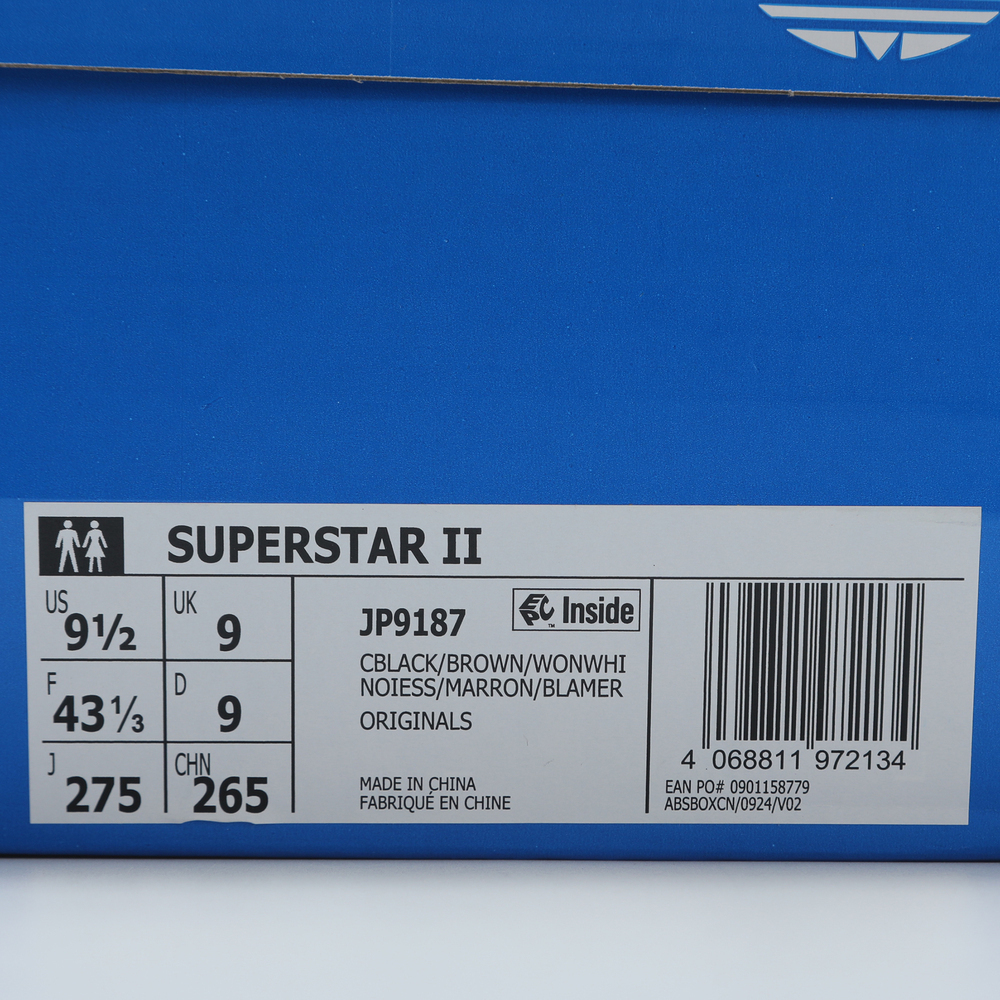 SUPERSTAR II
US 9½ UK 9
F 43⅓ D 9
J 275 CHN 265
JP9187
EPC™ Inside
CBLACK/BROWN/WONWHI
NOIESS/MARRON/BLAMER
ORIGINALS
MADE IN CHINA
FABRIQUÉ EN CHINE
4 068811 972134
EAN PO# 0901158779
ABSBOXCN/0924/V02